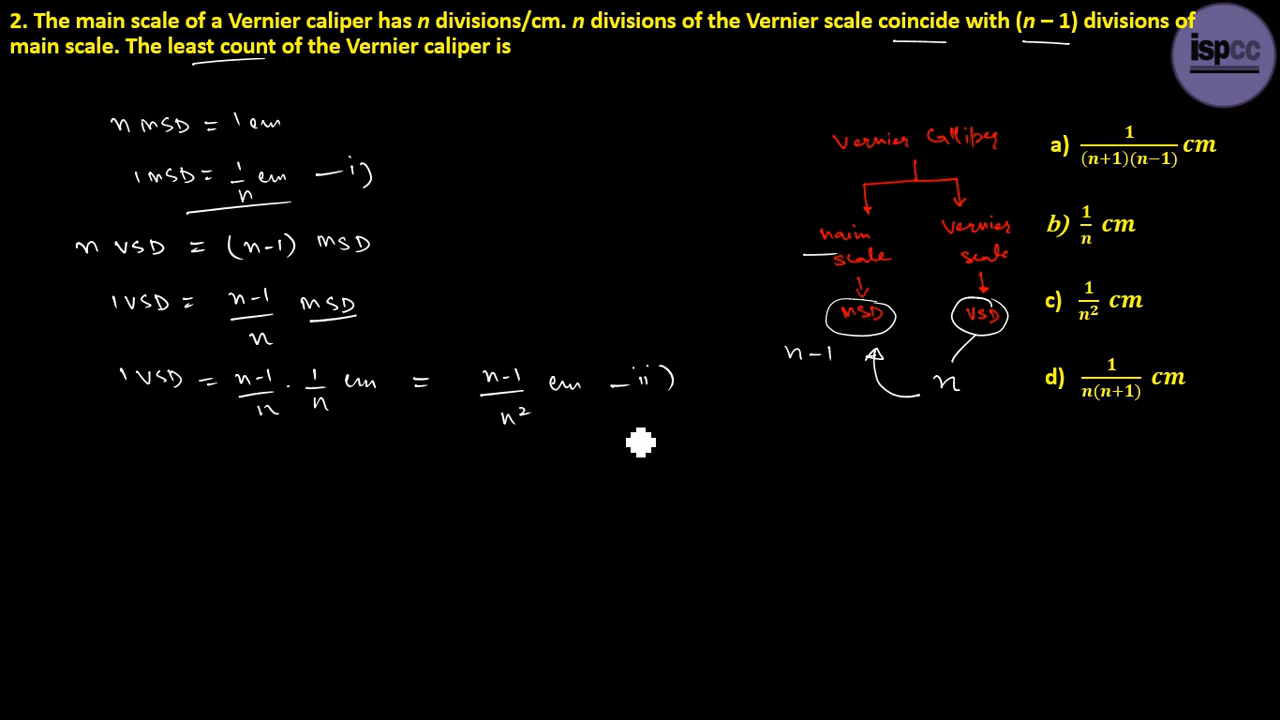 2. The main scale of a Vernier caliper has n divisions/cm. n divisions of the Vernier scale coincide with (n – 1) divisions of
main scale. The least count of the Vernier caliper is
ispcc
n MSD = 1 cm
1 MSD = 1/n cm — i)
n VSD = (n-1) MSD
1 VSD = n-1/n MSD
1 VSD = n-1/n . 1/n cm = n-1/n² cm — ii)
Vernier Calliper
main scale
Vernier scale
MSD
VSD
n-1
n
a) 1/(n+1)(n−1) cm
b) 1/n cm
c) 1/n² cm
d) 1/n(n+1) cm